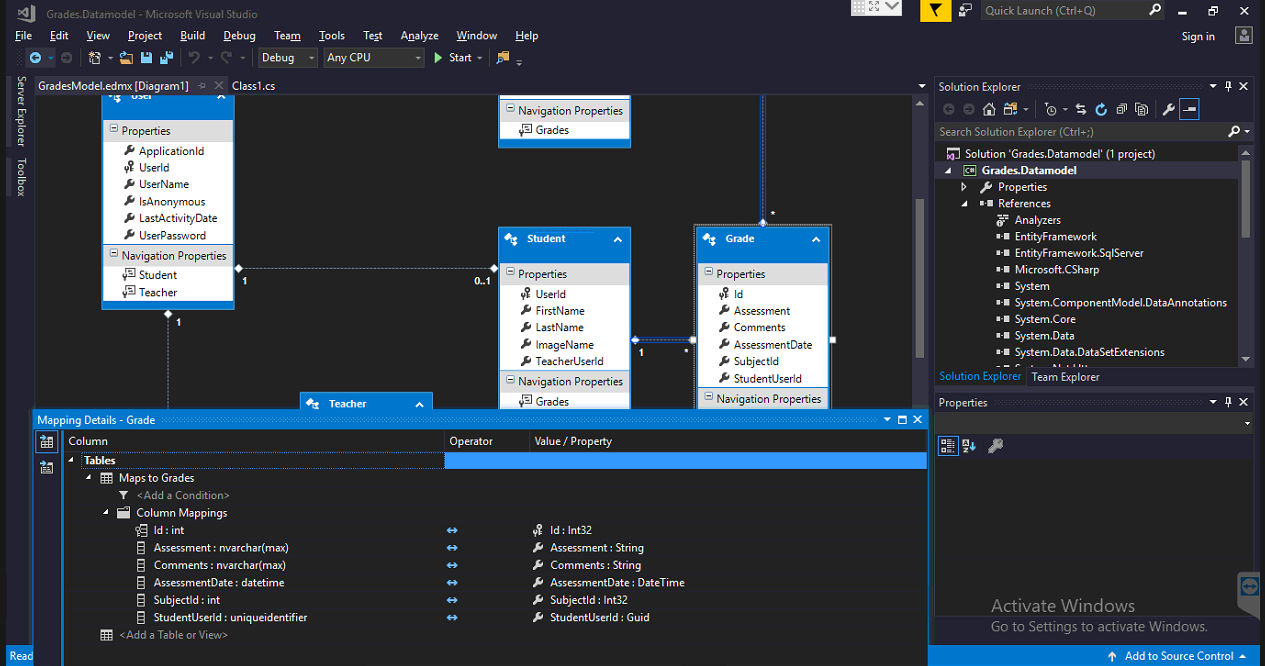 Grades.Datamodel - Microsoft Visual Studio
Quick Launch (Ctrl+Q)
File Edit View Project Build Debug Team Tools Test Analyze Window Help
Sign in
Debug Any CPU Start
Server Explorer
Toolbox
GradesModel.edmx [Diagram1] Class1.cs
User
Properties
ApplicationId
UserId
UserName
IsAnonymous
LastActivityDate
UserPassword
Navigation Properties
Student
Teacher
1
0..1
1
Navigation Properties
Grades
Student
Properties
UserId
FirstName
LastName
ImageName
TeacherUserId
Navigation Properties
Grades
1
*
*
Grade
Properties
Id
Assessment
Comments
AssessmentDate
SubjectId
StudentUserId
Navigation Properties
Teacher
Mapping Details - Grade
Column Operator Value / Property
Tables
Maps to Grades
<Add a Condition>
Column Mappings
Id : int Id : Int32
Assessment : nvarchar(max) Assessment : String
Comments : nvarchar(max) Comments : String
AssessmentDate : datetime AssessmentDate : DateTime
SubjectId : int SubjectId : Int32
StudentUserId : uniqueidentifier StudentUserId : Guid
<Add a Table or View>
Solution Explorer
Search Solution Explorer (Ctrl+;)
Solution 'Grades.Datamodel' (1 project)
C# Grades.Datamodel
Properties
References
Analyzers
EntityFramework
EntityFramework.SqlServer
Microsoft.CSharp
System
System.ComponentModel.DataAnnotations
System.Core
System.Data
System.Data.DataSetExtensions
Solution Explorer Team Explorer
Properties
Activate Windows
Go to Settings to activate Windows.
Read
Add to Source Control